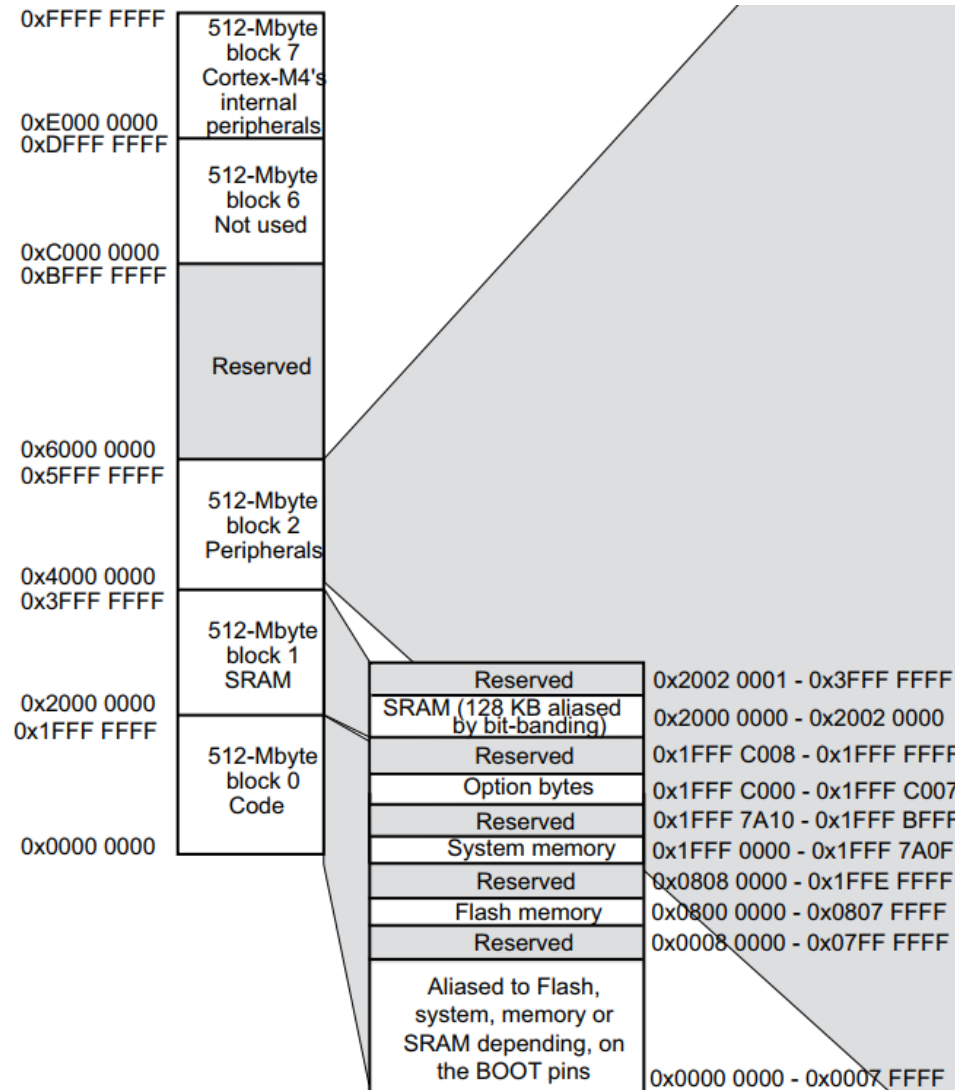 0xFFFF FFFF
512-Mbyte
block 7
Cortex-M4's
internal
peripherals
0xE000 0000
0xDFFF FFFF
512-Mbyte
block 6
Not used
0xC000 0000
0xBFFF FFFF
Reserved
0x6000 0000
0x5FFF FFFF
512-Mbyte
block 2
Peripherals
0x4000 0000
0x3FFF FFFF
512-Mbyte
block 1
SRAM
0x2000 0000
0x1FFF FFFF
512-Mbyte
block 0
Code
0x0000 0000
Reserved
0x2002 0001 - 0x3FFF FFFF
SRAM (128 KB aliased
by bit-banding)
0x2000 0000 - 0x2002 0000
Reserved
0x1FFF C008 - 0x1FFF FFFF
Option bytes
0x1FFF C000 - 0x1FFF C007
Reserved
0x1FFF 7A10 - 0x1FFF BFFF
System memory
0x1FFF 0000 - 0x1FFF 7A0F
Reserved
0x0808 0000 - 0x1FFE FFFF
Flash memory
0x0800 0000 - 0x0807 FFFF
Reserved
0x0008 0000 - 0x07FF FFFF
Aliased to Flash,
system, memory or
SRAM depending, on
the BOOT pins
0x0000 0000 - 0x0007 FFFF